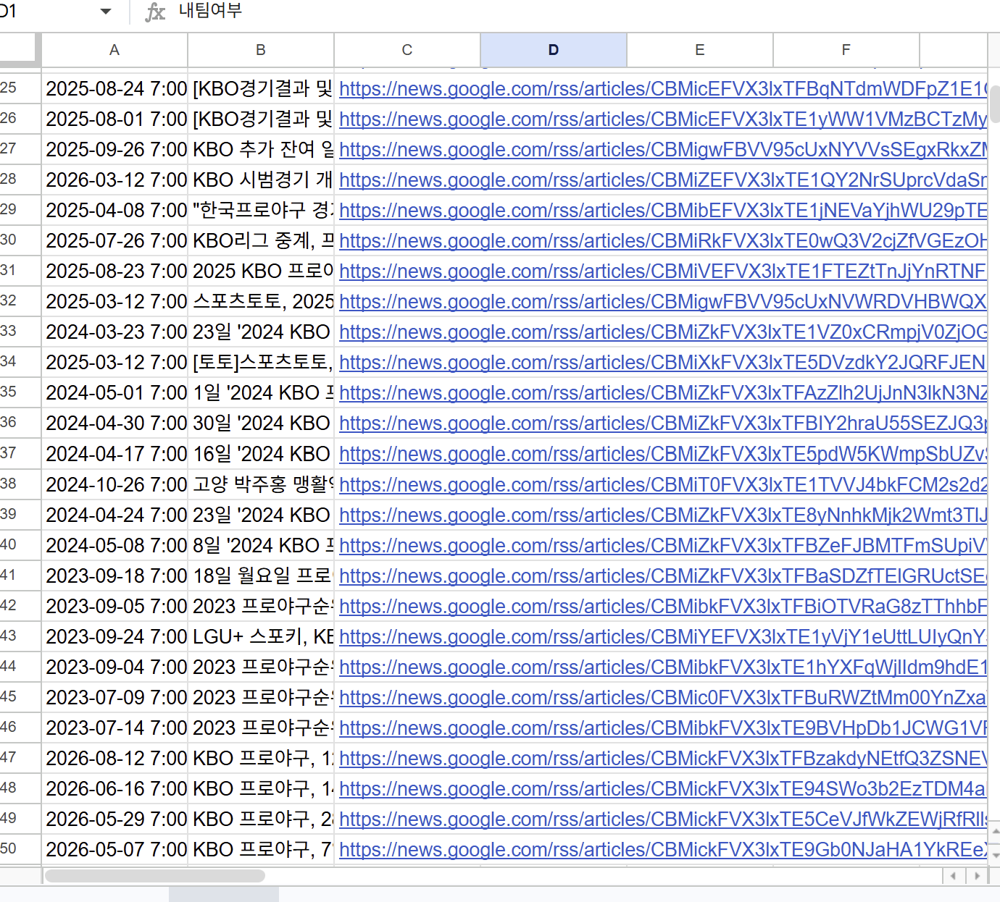 D1 fx 내팀여부
A B C D E F
25 2025-08-24 7:00 [KBO경기결과 및 https://news.google.com/rss/articles/CBMicEFVX3lxTFBqNTdmWDFpZ1E1
26 2025-08-01 7:00 [KBO경기결과 및 https://news.google.com/rss/articles/CBMicEFVX3lxTE1yWW1VMzBCTzMy
27 2025-09-26 7:00 KBO 추가 잔여 일 https://news.google.com/rss/articles/CBMigwFBVV95cUxNYVVsSEgxRkxZM
28 2026-03-12 7:00 KBO 시범경기 개 https://news.google.com/rss/articles/CBMiZEFVX3lxTE1QY2NrSUprcVdaSn
29 2025-04-08 7:00 "한국프로야구 경기 https://news.google.com/rss/articles/CBMibEFVX3lxTE1jNEVaYjhWU29pTE
30 2025-07-26 7:00 KBO리그 중계, 프 https://news.google.com/rss/articles/CBMiRkFVX3lxTE0wQ3V2cjZfVGEzOH
31 2025-08-23 7:00 2025 KBO 프로야 https://news.google.com/rss/articles/CBMiVEFVX3lxTE1FTEZtTnJjYnRTNF
32 2025-03-12 7:00 스포츠토토, 2025 https://news.google.com/rss/articles/CBMigwFBVV95cUxNVWRDVHBWQX
33 2024-03-23 7:00 23일 '2024 KBO https://news.google.com/rss/articles/CBMiZkFVX3lxTE1VZ0xCRmpjV0ZjOG
34 2025-03-12 7:00 [토토]스포츠토토, https://news.google.com/rss/articles/CBMiXkFVX3lxTE5DVzdkY2JQRFJEN
35 2024-05-01 7:00 1일 '2024 KBO 프 https://news.google.com/rss/articles/CBMiZkFVX3lxTFAzZlh2UjJnN3lkN3NZ
36 2024-04-30 7:00 30일 '2024 KBO https://news.google.com/rss/articles/CBMiZkFVX3lxTFBIY2hraU55SEZJQ3p
37 2024-04-17 7:00 16일 '2024 KBO https://news.google.com/rss/articles/CBMiZkFVX3lxTE5pdW5KWmpSbUZv
38 2024-10-26 7:00 고양 박주홍 맹활약 https://news.google.com/rss/articles/CBMiT0FVX3lxTE1TVVJ4bkFCM2s2d2
39 2024-04-24 7:00 23일 '2024 KBO https://news.google.com/rss/articles/CBMiZkFVX3lxTE8yNnhkMjk2Wmt3TlJ
40 2024-05-08 7:00 8일 '2024 KBO 프 https://news.google.com/rss/articles/CBMiZkFVX3lxTFBZeFJBMTFmSUpiV
41 2023-09-18 7:00 18일 월요일 프로 https://news.google.com/rss/articles/CBMiZkFVX3lxTFBaSDZfTElGRUctSE
42 2023-09-05 7:00 2023 프로야구순위 https://news.google.com/rss/articles/CBMibkFVX3lxTFBiOTVRaG8zTThhbF
43 2023-09-24 7:00 LGU+ 스포키, KB https://news.google.com/rss/articles/CBMiYEFVX3lxTE1yVjY1eUttLUIyQnY
44 2023-09-04 7:00 2023 프로야구순위 https://news.google.com/rss/articles/CBMibkFVX3lxTE1hYXFqWjlIdm9hdE1
45 2023-07-09 7:00 2023 프로야구순위 https://news.google.com/rss/articles/CBMic0FVX3lxTFBuRWZtMm00YnZxa
46 2023-07-14 7:00 2023 프로야구순위 https://news.google.com/rss/articles/CBMibkFVX3lxTE9BVHpDb1JCWG1VF
47 2026-08-12 7:00 KBO 프로야구, 12 https://news.google.com/rss/articles/CBMickFVX3lxTFBzakdyNEtfQ3ZSNEV
48 2026-06-16 7:00 KBO 프로야구, 14 https://news.google.com/rss/articles/CBMickFVX3lxTE94SWo3b2EzTDM4a
49 2026-05-29 7:00 KBO 프로야구, 28 https://news.google.com/rss/articles/CBMickFVX3lxTE5CeVJfWkZEWjRfRlls
50 2026-05-07 7:00 KBO 프로야구, 7 https://news.google.com/rss/articles/CBMickFVX3lxTE9Gb0NJaHA1YkREe